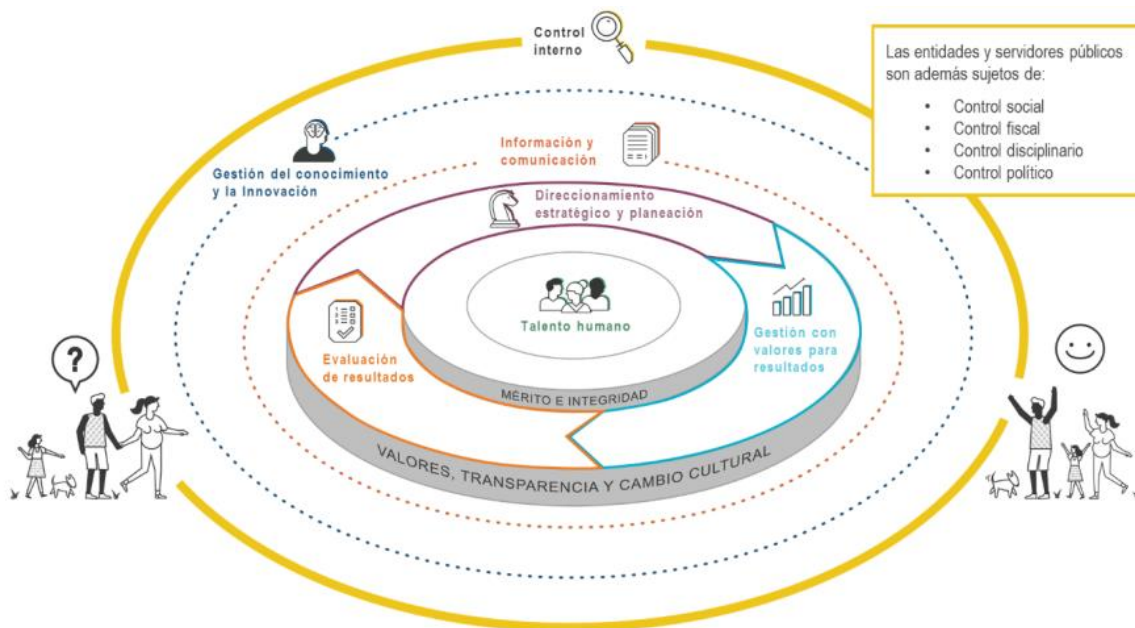 Control
interno
Las entidades y servidores públicos
son además sujetos de:
• Control social
• Control fiscal
• Control disciplinario
• Control político
Gestión del conocimiento
y la Innovación
Información y
comunicación
Direccionamiento
estratégico y planeación
Talento humano
Gestión con
valores para
resultados
Evaluación
de resultados
MÉRITO E INTEGRIDAD
VALORES, TRANSPARENCIA Y CAMBIO CULTURAL
?